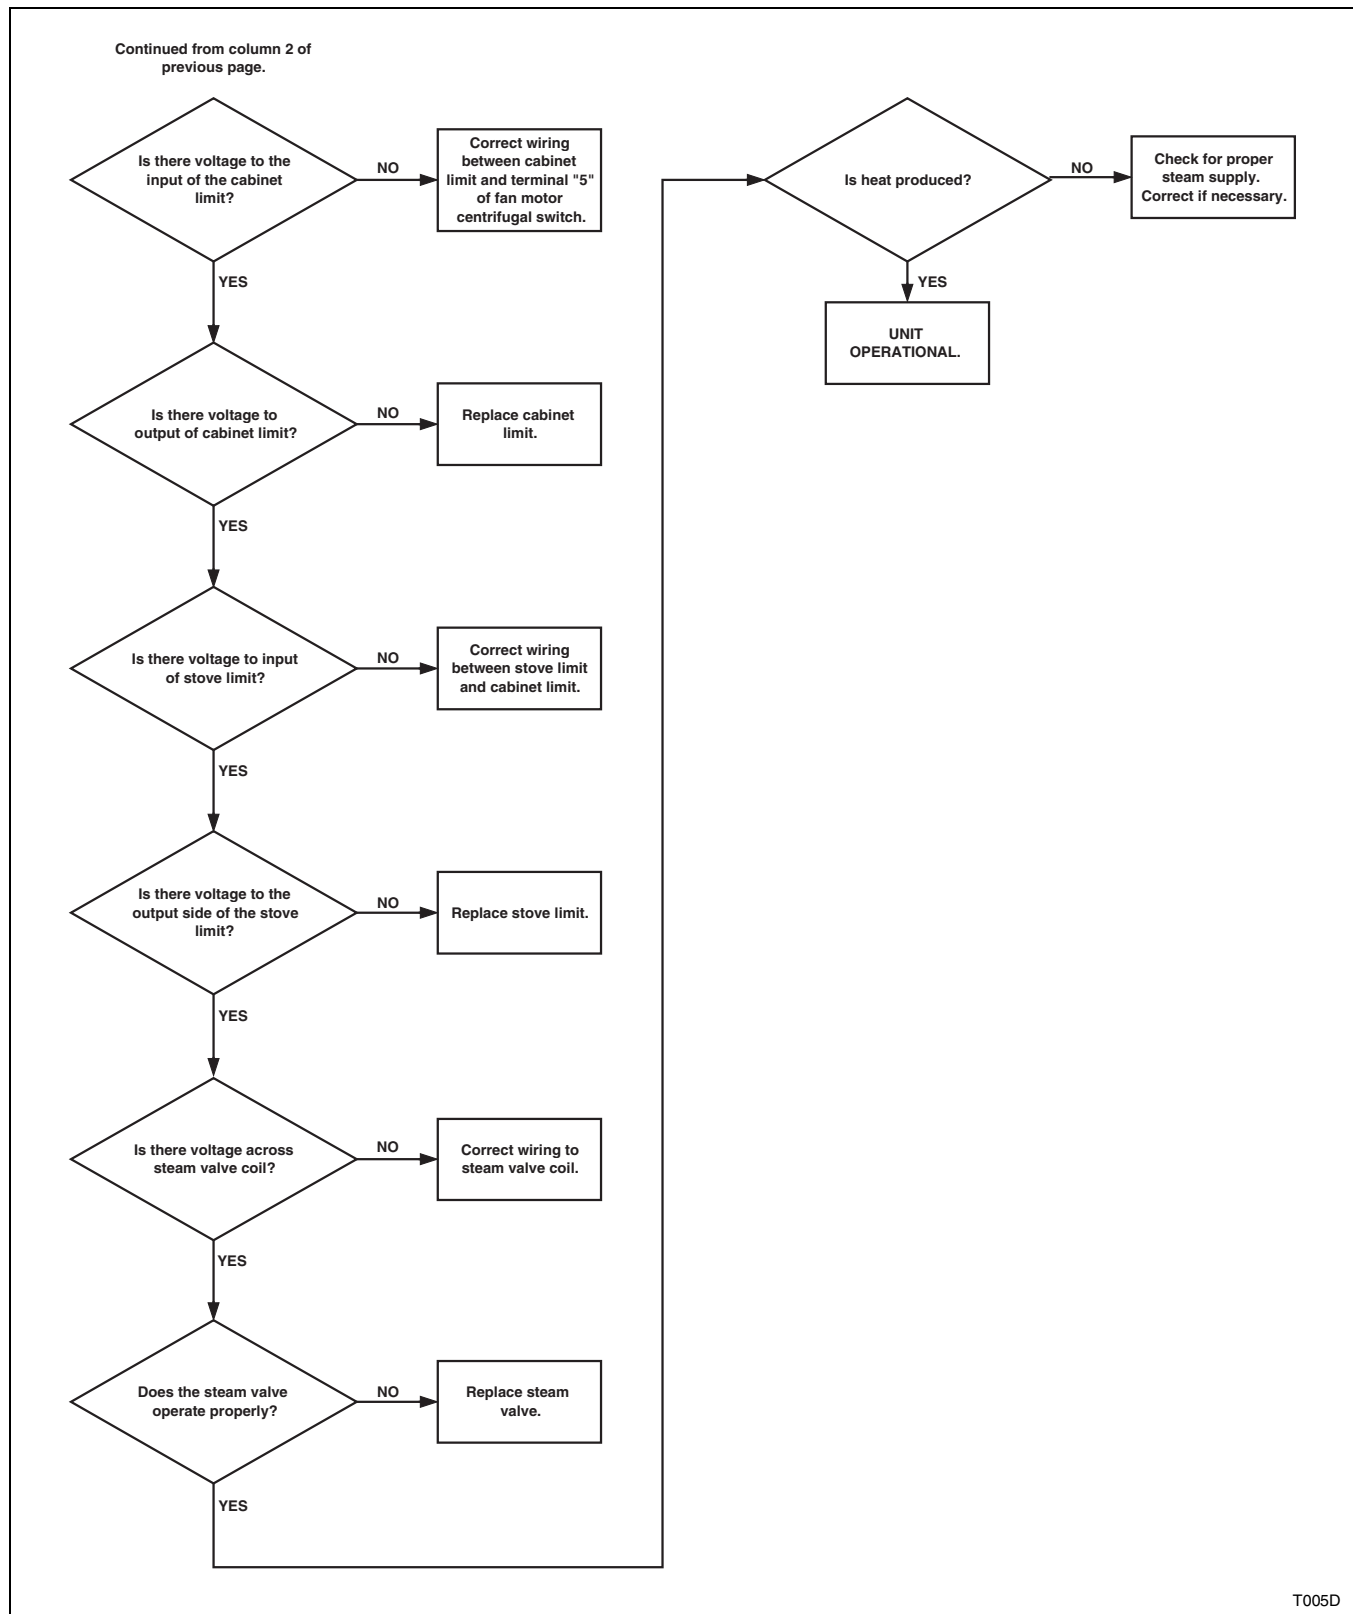 Continued from column 2 of
previous page.
Is there voltage to the
input of the cabinet
limit?
NO
Correct wiring
between cabinet
limit and terminal "5"
of fan motor
centrifugal switch.
YES
Is there voltage to
output of cabinet limit?
NO
Replace cabinet
limit.
YES
Is there voltage to input
of stove limit?
NO
Correct wiring
between stove limit
and cabinet limit.
YES
Is there voltage to the
output side of the stove
limit?
NO
Replace stove limit.
YES
Is there voltage across
steam valve coil?
NO
Correct wiring to
steam valve coil.
YES
Does the steam valve
operate properly?
NO
Replace steam
valve.
YES
Is heat produced?
NO
Check for proper
steam supply.
Correct if necessary.
YES
UNIT
OPERATIONAL.
T005D